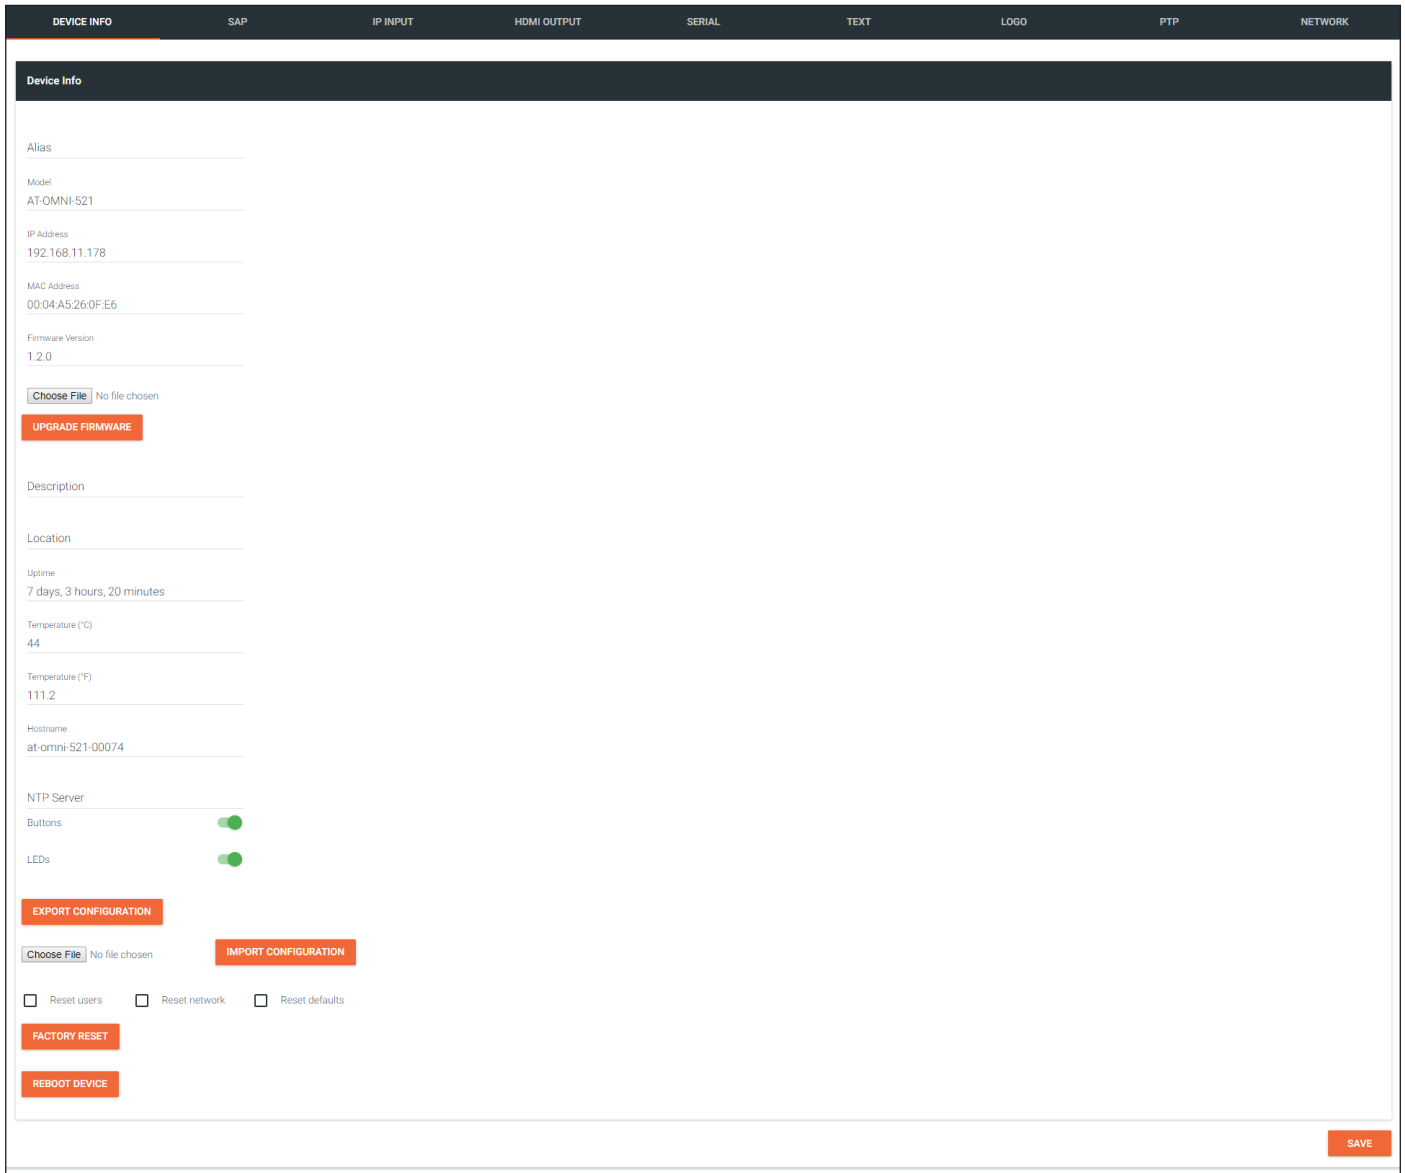 DEVICE INFO SAP IP INPUT HDMI OUTPUT SERIAL TEXT LOGO PTP NETWORK
Device Info
Alias
Model
AT-OMNI-521
IP Address
192.168.11.178
MAC Address
00:04:A5:26:0F:E6
Firmware Version
1.2.0
Choose File No file chosen
UPGRADE FIRMWARE
Description
Location
Uptime
7 days, 3 hours, 20 minutes
Temperature (°C)
44
Temperature (°F)
111.2
Hostname
at-omni-521-00074
NTP Server
Buttons
LEDs
EXPORT CONFIGURATION
Choose File No file chosen IMPORT CONFIGURATION
Reset users Reset network Reset defaults
FACTORY RESET
REBOOT DEVICE
SAVE